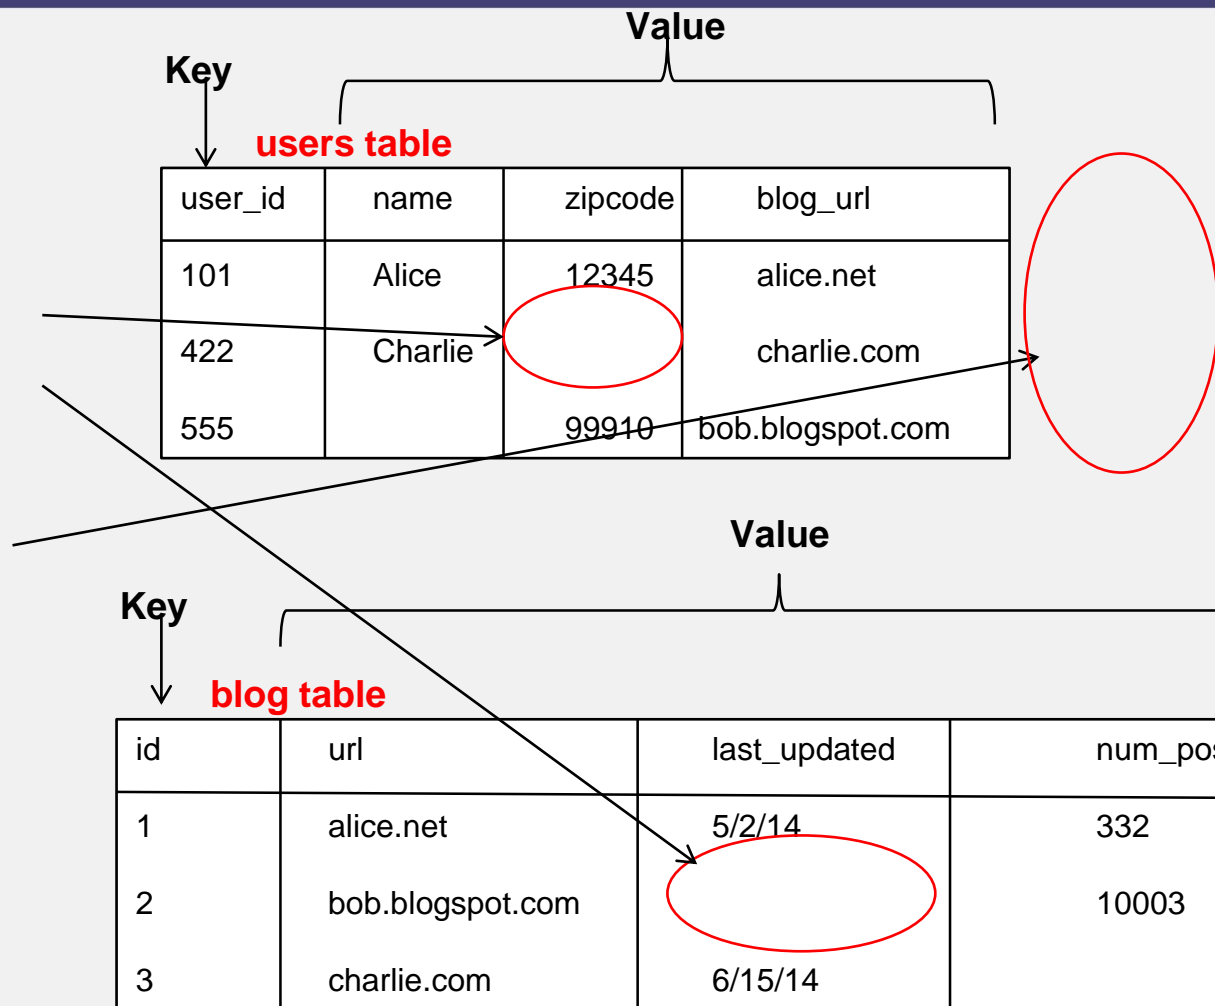 Value
Key
users table
user_id name zipcode blog_url
101 Alice 12345 alice.net
422 Charlie charlie.com
555 99910 bob.blogspot.com
Value
Key
blog table
id url last_updated num_pos
1 alice.net 5/2/14 332
2 bob.blogspot.com 10003
3 charlie.com 6/15/14